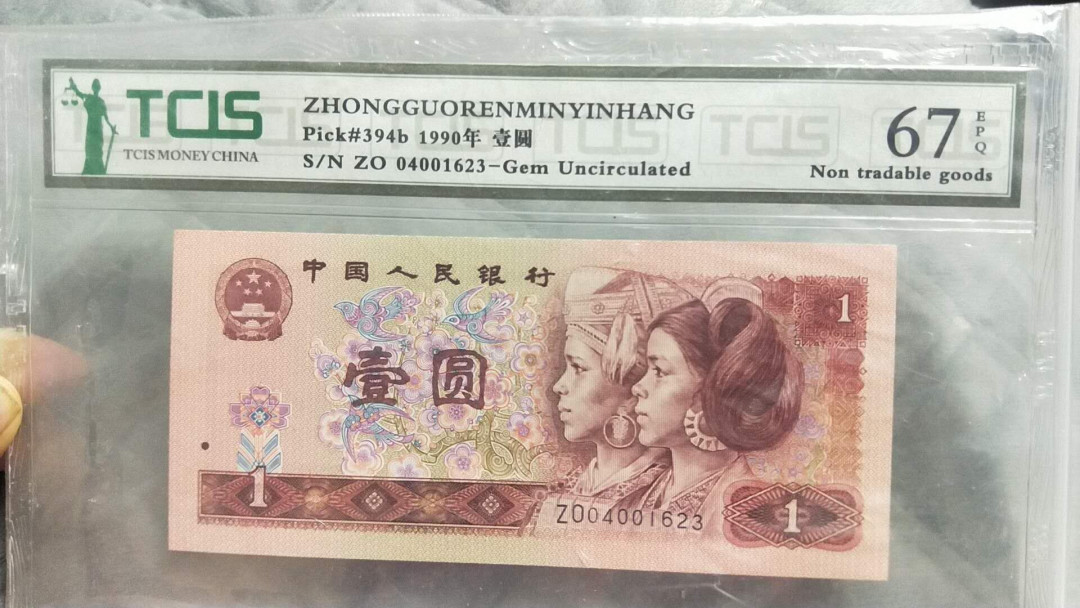 TCIS
TCIS MONEY CHINA
ZHONGGUORENMINYINHANG
Pick#394b 1990年 壹圆
S/N ZO 04001623-Gem Uncirculated
67
EPQ
Non tradable goods
中国人民银行
1
壹圆
1
ZO04001623
1